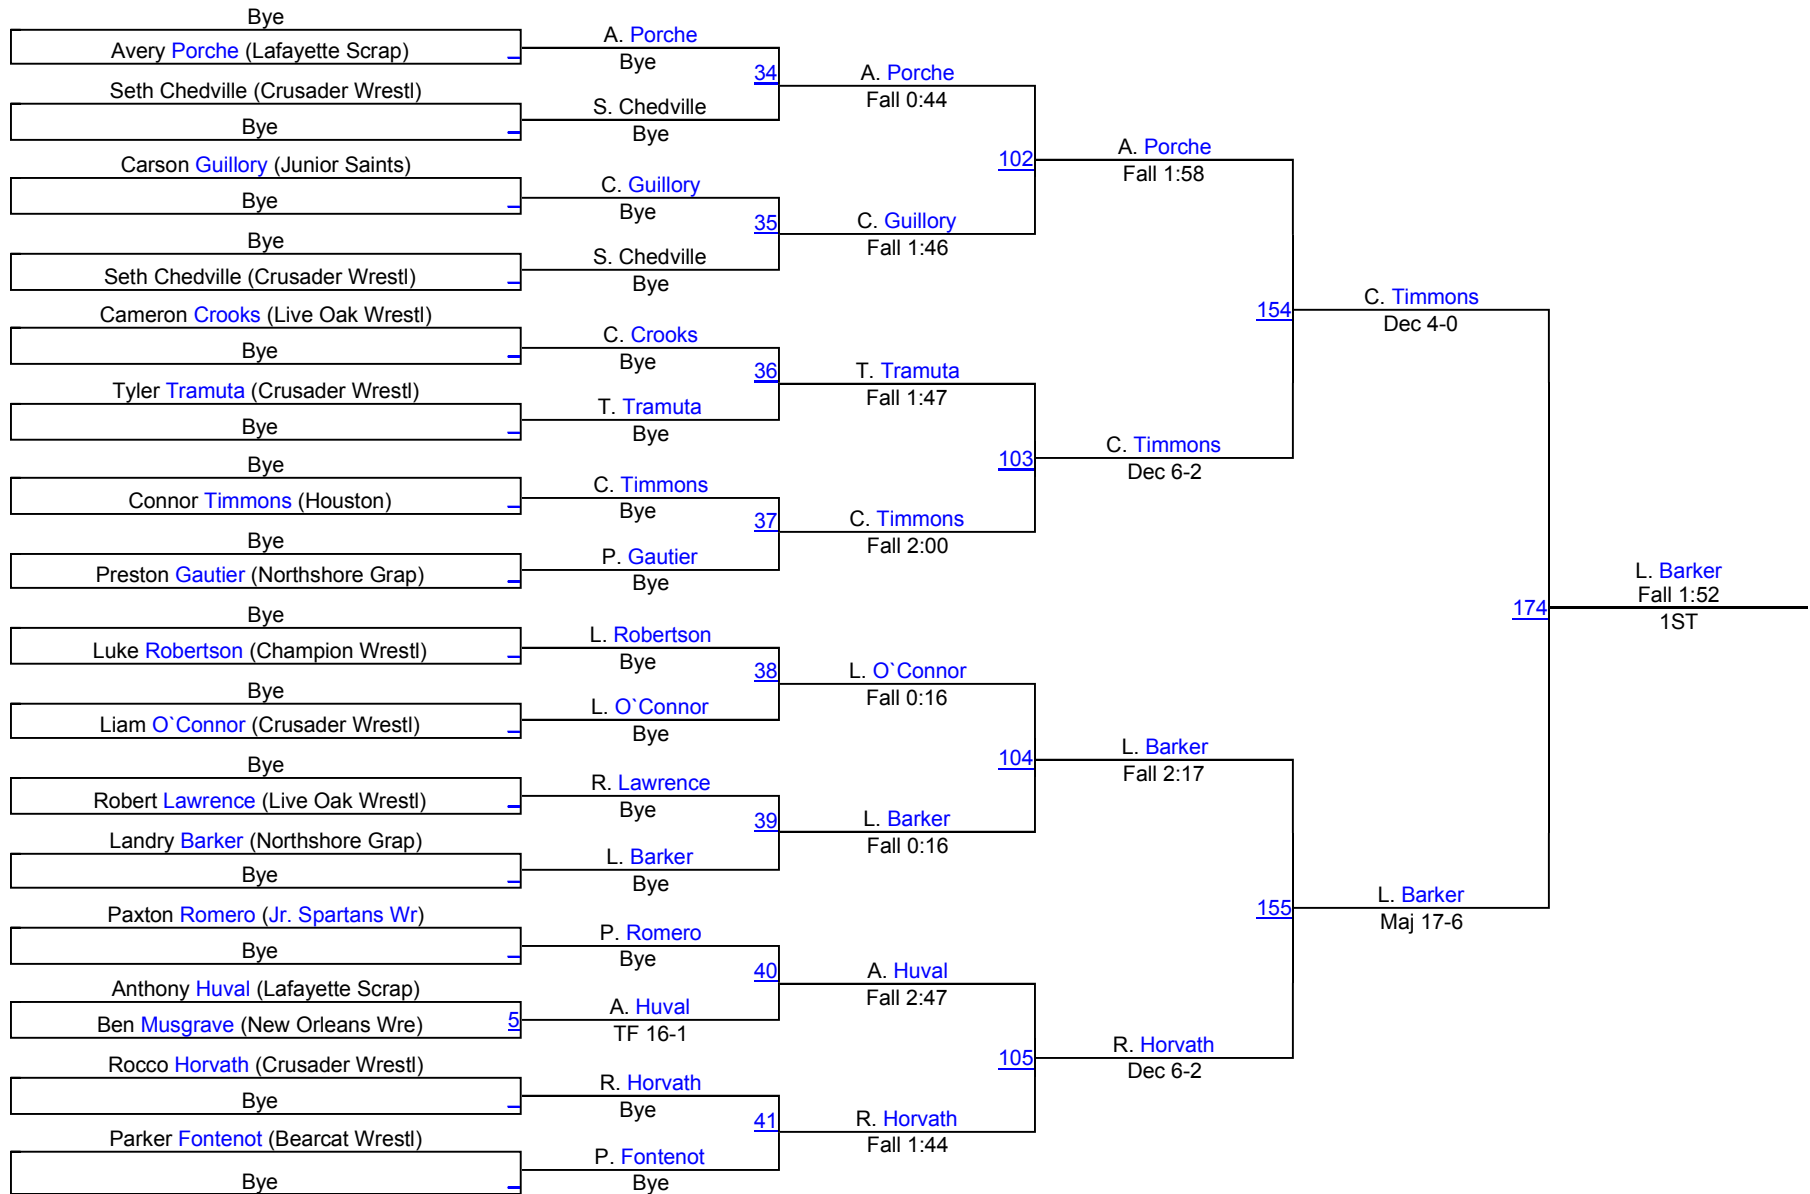 Bye
Avery Porche (Lafayette Scrap)
Seth Chedville (Crusader Wrestl)
Bye
Carson Guillory (Junior Saints)
Bye
Bye
Seth Chedville (Crusader Wrestl)
Cameron Crooks (Live Oak Wrestl)
Bye
Tyler Tramuta (Crusader Wrestl)
Bye
Bye
Connor Timmons (Houston)
Bye
Preston Gautier (Northshore Grap)
Bye
Luke Robertson (Champion Wrestl)
Bye
Liam O`Connor (Crusader Wrestl)
Bye
Robert Lawrence (Live Oak Wrestl)
Landry Barker (Northshore Grap)
Bye
Paxton Romero (Jr. Spartans Wr)
Bye
Anthony Huval (Lafayette Scrap)
Ben Musgrave (New Orleans Wre) 5
Rocco Horvath (Crusader Wrestl)
Bye
Parker Fontenot (Bearcat Wrestl)
Bye
A. Porche
Bye
34
S. Chedville
Bye
C. Guillory
Bye
35
S. Chedville
Bye
C. Crooks
Bye
36
T. Tramuta
Bye
C. Timmons
Bye
37
P. Gautier
Bye
L. Robertson
Bye
38
L. O`Connor
Bye
R. Lawrence
Bye
39
L. Barker
Bye
P. Romero
Bye
40
A. Huval
TF 16-1
R. Horvath
Bye
41
P. Fontenot
Bye
A. Porche
Fall 0:44
102
C. Guillory
Fall 1:46
T. Tramuta
Fall 1:47
103
C. Timmons
Fall 2:00
L. O`Connor
Fall 0:16
104
L. Barker
Fall 0:16
A. Huval
Fall 2:47
105
R. Horvath
Fall 1:44
A. Porche
Fall 1:58
154
C. Timmons
Dec 6-2
L. Barker
Fall 2:17
155
R. Horvath
Dec 6-2
C. Timmons
Dec 4-0
174
L. Barker
Maj 17-6
L. Barker
Fall 1:52
1ST